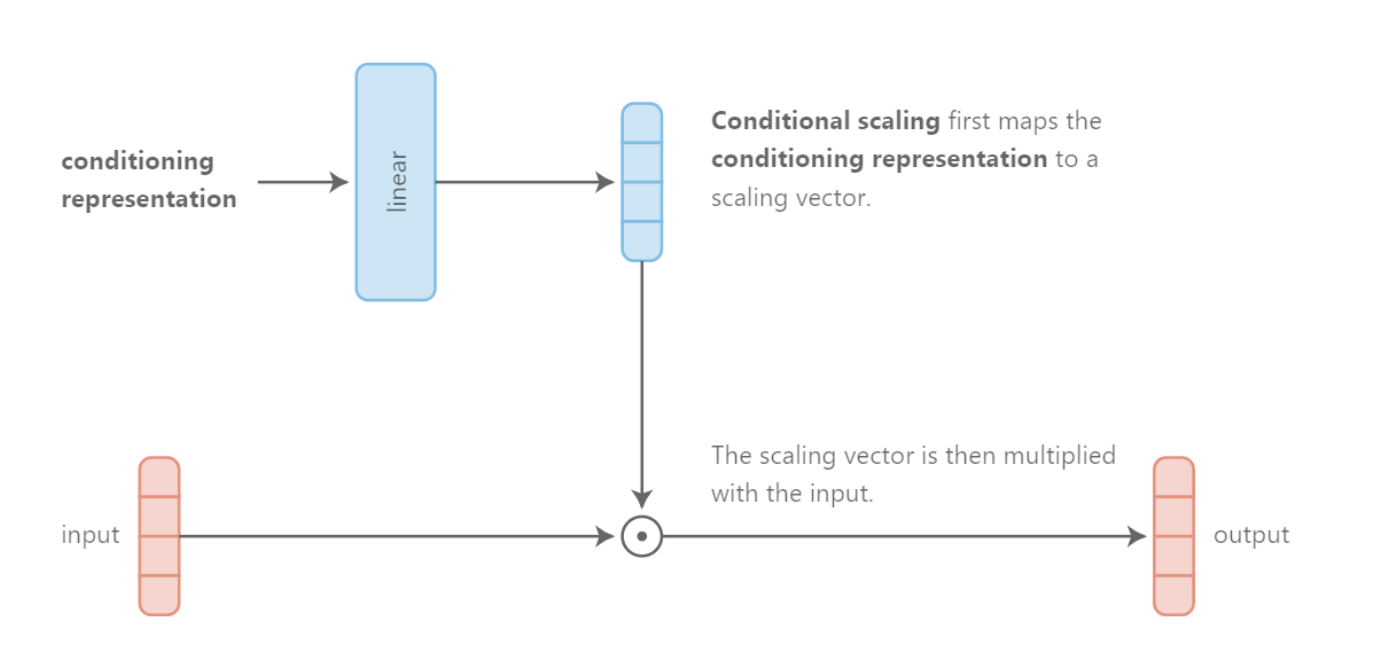 conditioning
representation
linear
Conditional scaling first maps the
conditioning representation to a
scaling vector.
The scaling vector is then multiplied
with the input.
input
output